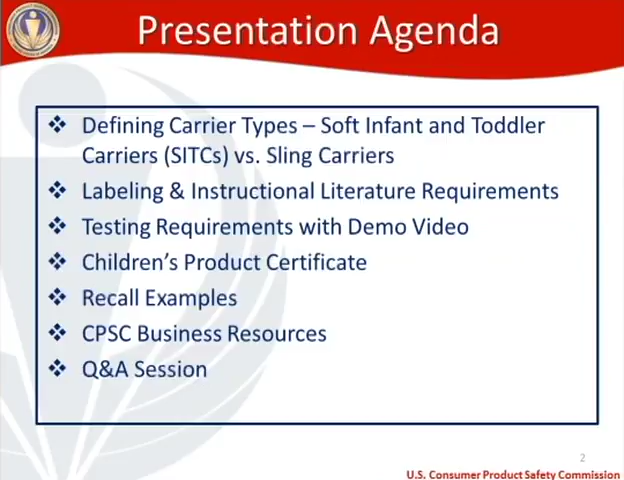 Presentation Agenda
❖ Defining Carrier Types – Soft Infant and Toddler
Carriers (SITCs) vs. Sling Carriers
❖ Labeling & Instructional Literature Requirements
❖ Testing Requirements with Demo Video
❖ Children's Product Certificate
❖ Recall Examples
❖ CPSC Business Resources
❖ Q&A Session
2
U.S. Consumer Product Safety Commission